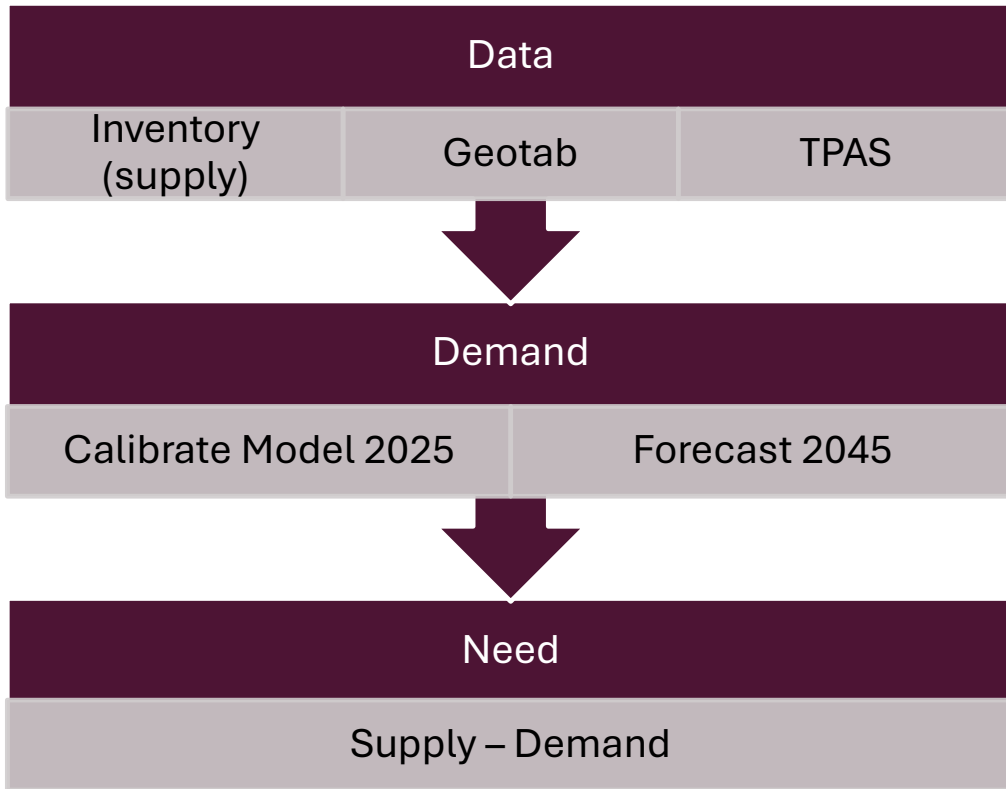 Data
Inventory
(supply)
Geotab
TPAS
Demand
Calibrate Model 2025
Forecast 2045
Need
Supply – Demand